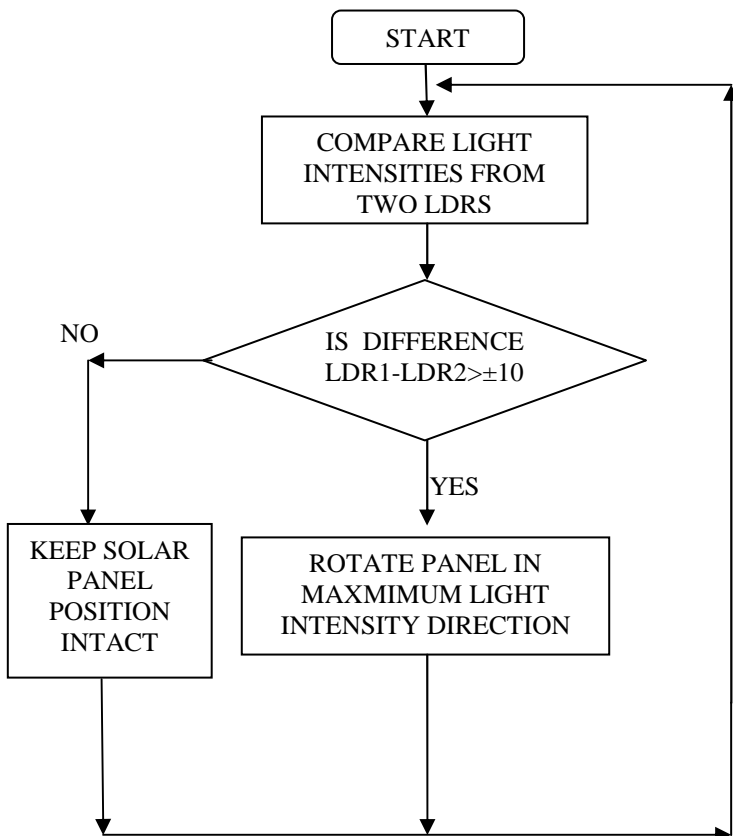 START
COMPARE LIGHT
INTENSITIES FROM
TWO LDRS
NO
IS DIFFERENCE
LDR1-LDR2>±10
YES
KEEP SOLAR
PANEL
POSITION
INTACT
ROTATE PANEL IN
MAXMIMUM LIGHT
INTENSITY DIRECTION